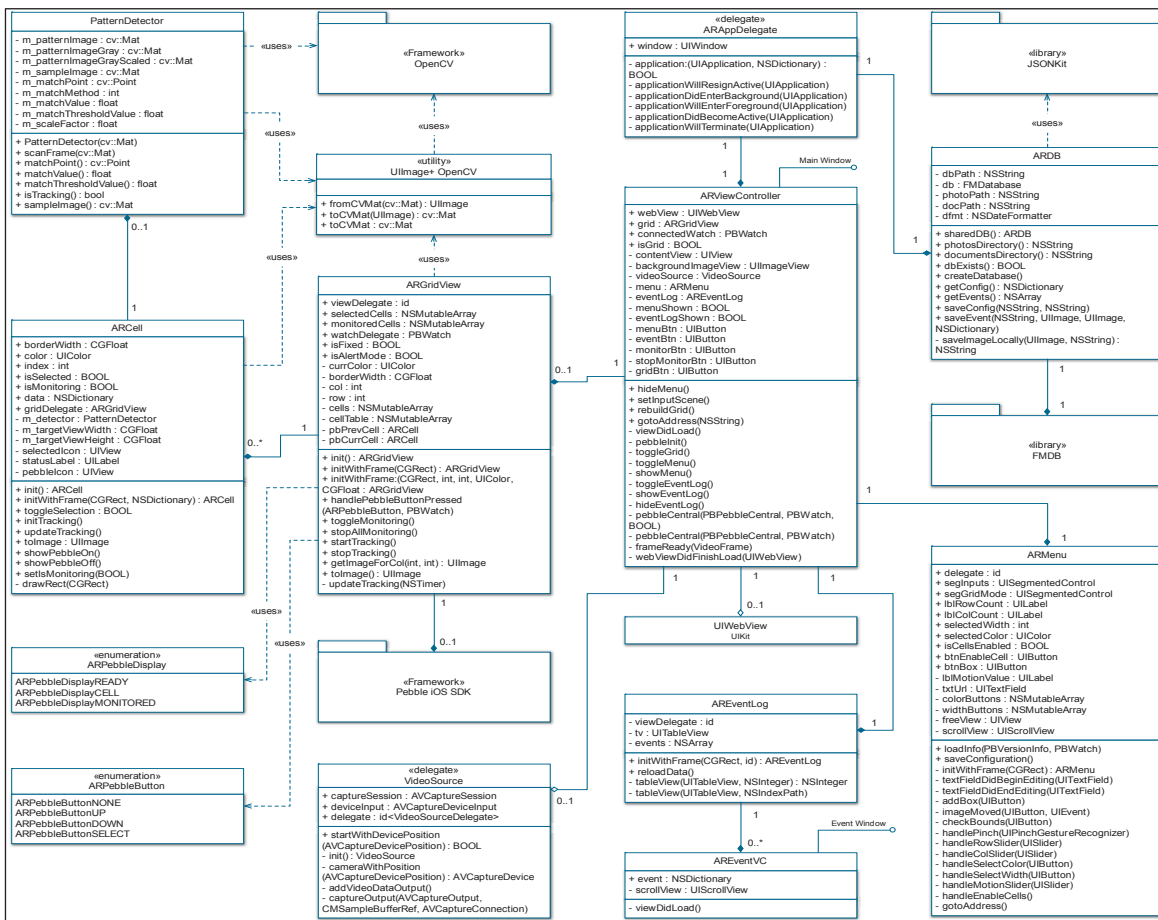 PatternDetector
- m_patternImage : cv::Mat
- m_patternImageGray : cv::Mat
- m_patternImageGrayScaled : cv::Mat
- m_sampleImage : cv::Mat
- m_matchPoint : cv::Point
- m_matchMethod : int
- m_matchValue : float
- m_matchThresholdValue : float
- m_scaleFactor : float
+ PatternDetector(cv::Mat)
+ scanFrame(cv::Mat)
+ matchPoint() : cv::Point
+ matchValue() : float
+ matchThresholdValue() : float
+ isTracking() : bool
+ sampleImage() : cv::Mat
«uses»
«uses»
«Framework»
OpenCV
«uses»
«utility»
UIImage+ OpenCV
+ fromCVMat(cv::Mat) : UIImage
+ toCVMat(UIImage) : cv::Mat
+ toCVMat : cv::Mat
«uses»
«uses»
0..1
1
ARCell
+ borderWidth : CGFloat
+ color : UIColor
+ index : int
+ isSelected : BOOL
+ isMonitoring : BOOL
+ data : NSDictionary
+ gridDelegate : ARGridView
- m_detector : PatternDetector
- m_targetViewWidth : CGFloat
- m_targetViewHeight : CGFloat
- selectedIcon : UIView
- statusLabel : UILabel
- pebbleIcon : UIView
+ init() : ARCell
+ initWithFrame(CGRect, NSDictionary) : ARCell
+ toggleSelection : BOOL
+ initTracking()
+ updateTracking()
+ toImage : UIImage
+ showPebbleOn()
+ showPebbleOff()
+ setIsMonitoring(BOOL)
- drawRect(CGRect)
0..*
1
ARGridView
+ viewDelegate : id
+ selectedCells : NSMutableArray
+ monitoredCells : NSMutableArray
+ watchDelegate : PBWatch
+ isFixed : BOOL
+ isAlertMode : BOOL
- currColor : UIColor
- borderWidth : CGFloat
- col : int
- row : int
- cells : NSMutableArray
- cellTable : NSMutableArray
- pbPrevCell : ARCell
- pbCurrCell : ARCell
+ init() : ARGridView
+ initWithFrame(CGRect) : ARGridView
+ initWithFrame:(CGRect, int, int, UIColor,
CGFloat : ARGridView
+ handlePebbleButtonPressed
(ARPebbleButton, PBWatch)
+ toggleMonitoring()
+ stopAllMonitoring()
+ startTracking()
+ stopTracking()
+ getImageForCol(int, int) : UIImage
+ toImage() : UIImage
- updateTracking(NSTimer)
0..1
1
1
0..1
«uses»
«uses»
«enumeration»
ARPebbleDisplay
ARPebbleDisplayREADY
ARPebbleDisplayCELL
ARPebbleDisplayMONITORED
«enumeration»
ARPebbleButton
ARPebbleButtonNONE
ARPebbleButtonUP
ARPebbleButtonDOWN
ARPebbleButtonSELECT
«Framework»
Pebble iOS SDK
«delegate»
VideoSource
+ captureSession : AVCaptureSession
+ deviceInput : AVCaptureDeviceInput
+ delegate : id<VideoSourceDelegate>
+ startWithDevicePosition
(AVCaptureDevicePosition) : BOOL
- init() : VideoSource
- cameraWithPosition
(AVCaptureDevicePosition) : AVCaptureDevice
- addVideoDataOutput()
- captureOutput(AVCaptureOutput,
CMSampleBufferRef, AVCaptureConnection)
0..1
«delegate»
ARAppDelegate
+ window : UIWindow
- application:(UIApplication, NSDictionary) :
BOOL
- applicationWillResignActive(UIApplication)
- applicationDidEnterBackground(UIApplication)
- applicationWillEnterForeground(UIApplication)
- applicationDidBecomeActive(UIApplication)
- applicationWillTerminate(UIApplication)
1
1
1
Main Window
ARViewController
+ webView : UIWebView
+ grid : ARGridView
+ connectedWatch : PBWatch
+ isGrid : BOOL
- contentView : UIView
- backgroundImageView : UIImageView
- videoSource : VideoSource
- menu : ARMenu
- eventLog : AREventLog
- menuShown : BOOL
- eventLogShown : BOOL
- menuBtn : UIButton
- eventBtn : UIButton
- monitorBtn : UIButton
- stopMonitorBtn : UIButton
- gridBtn : UIButton
+ hideMenu()
+ setInputScene()
+ rebuildGrid()
+ gotoAddress(NSString)
- viewDidLoad()
- pebbleInit()
- toggleGrid()
- toggleMenu()
- showMenu()
- toggleEventLog()
- showEventLog()
- hideEventLog()
- pebbleCentral(PBPebbleCentral, PBWatch,
BOOL)
- pebbleCentral(PBPebbleCentral, PBWatch)
- frameReady(VideoFrame)
- webViewDidFinishLoad(UIWebView)
1
1
1
0..1
UIWebView
UIKit
AREventLog
- viewDelegate : id
- tv : UITableView
- events : NSArray
+ initWithFrame(CGRect, id) : AREventLog
+ reloadData()
- tableView(UITableView, NSInteger) : NSInteger
- tableView(UITableView, NSIndexPath)
1
1
0..*
Event Window
AREventVC
+ event : NSDictionary
- scrollView : UIScrollView
- viewDidLoad()
«library»
JSONKit
«uses»
ARDB
- dbPath : NSString
- db : FMDatabase
- photoPath : NSString
- docPath : NSString
- dfmt : NSDateFormatter
+ sharedDB() : ARDB
+ photosDirectory() : NSString
+ documentsDirectory() : NSString
+ dbExists() : BOOL
+ createDatabase()
+ getConfig() : NSDictionary
+ getEvents() : NSArray
+ saveConfig(NSString, NSString)
+ saveEvent(NSString, UIImage, UIImage,
NSDictionary)
- saveImageLocally(UIImage, NSString) :
NSString
1
1
1
«library»
FMDB
1
1
ARMenu
+ delegate : id
+ segInputs : UISegmentedControl
+ segGridMode : UISegmentedControl
+ lblRowCount : UILabel
+ lblColCount : UILabel
+ selectedWidth : int
+ selectedColor : UIColor
+ isCellsEnabled : BOOL
+ btnEnableCell : UIButton
+ btnBox : UIButton
- lblMotionValue : UILabel
- txtUrl : UITextField
- colorButtons : NSMutableArray
- widthButtons : NSMutableArray
- freeView : UIView
- scrollView : UIScrollView
+ loadInfo(PBVersionInfo, PBWatch)
+ saveConfiguration()
- initWithFrame(CGRect) : ARMenu
- textFieldDidBeginEditing(UITextField)
- textFieldDidEndEditing(UITextField)
- addBox(UIButton)
- imageMoved(UIButton, UIEvent)
- checkBounds(UIButton)
- handlePinch(UIPinchGestureRecognizer)
- handleRowSlider(UISlider)
- handleColSlider(UISlider)
- handleSelectColor(UIButton)
- handleSelectWidth(UIButton)
- handleMotionSlider(UISlider)
- handleEnableCells()
- gotoAddress()